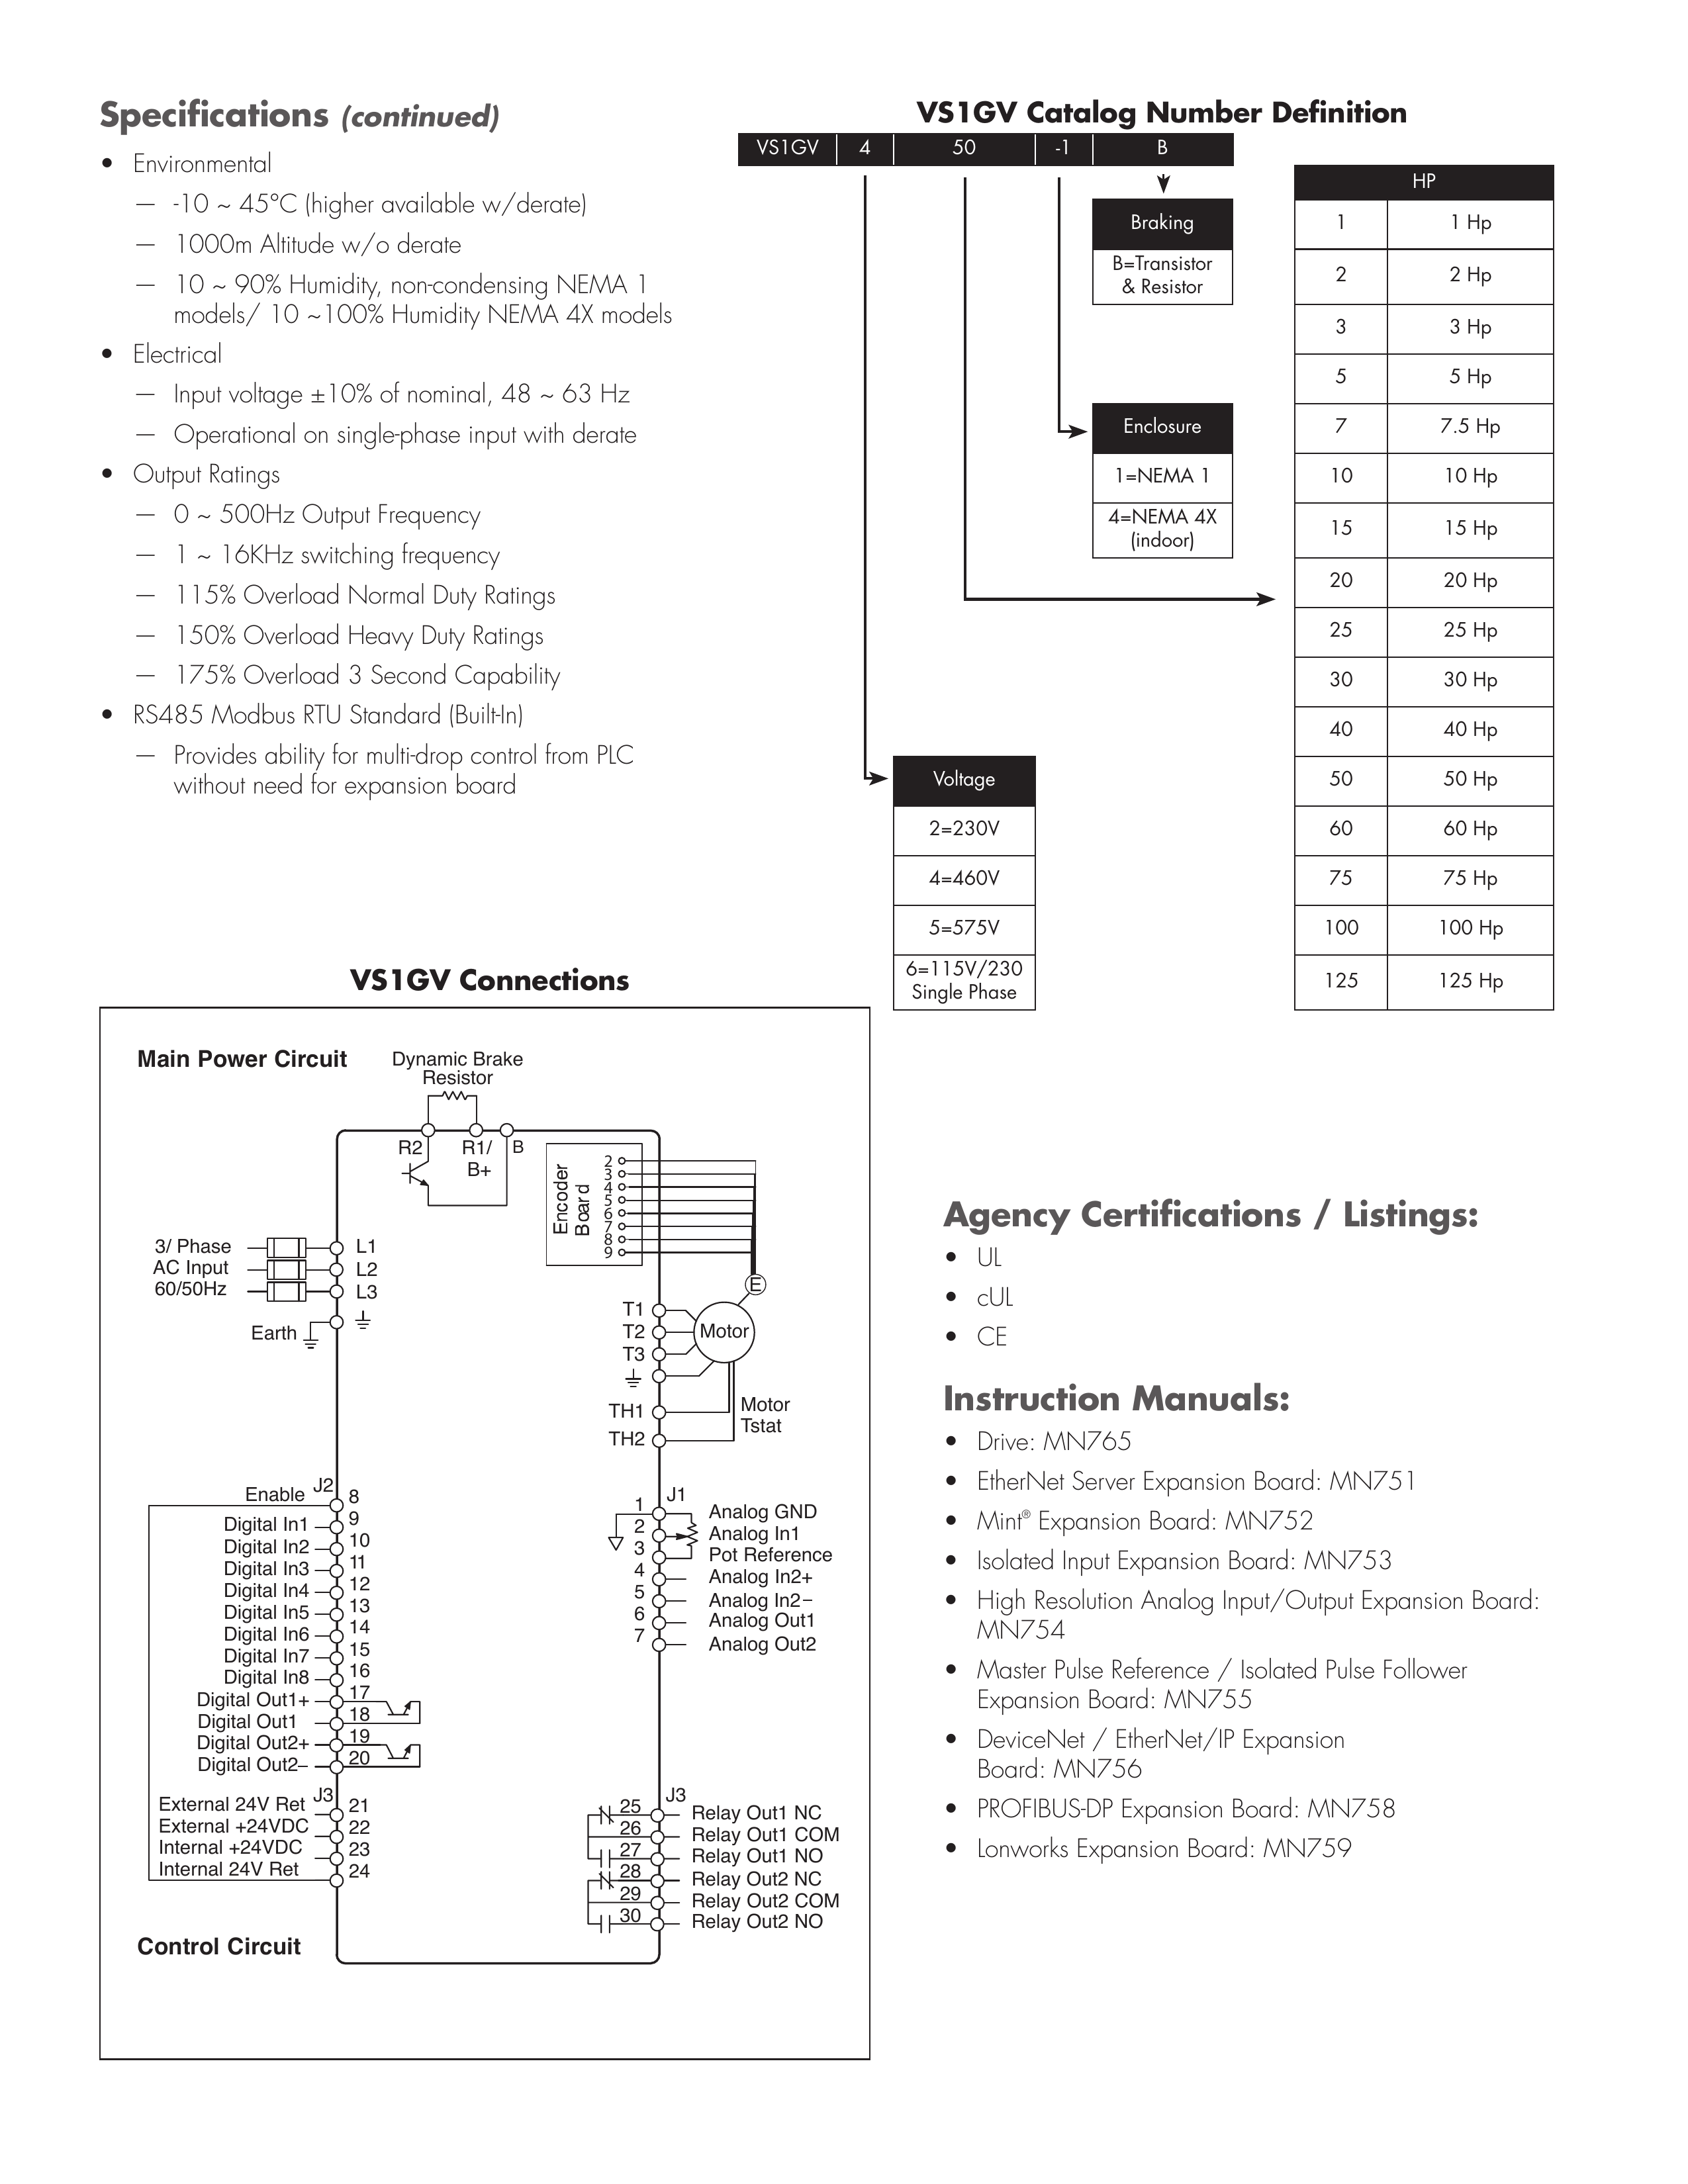 Specifications (continued)
• Environmental
— -10 ~ 45°C (higher available w/derate)
— 1000m Altitude w/o derate
— 10 ~ 90% Humidity, non-condensing NEMA 1
models/ 10 ~100% Humidity NEMA 4X models
• Electrical
— Input voltage ±10% of nominal, 48 ~ 63 Hz
— Operational on single-phase input with derate
• Output Ratings
— 0 ~ 500Hz Output Frequency
— 1 ~ 16KHz switching frequency
— 115% Overload Normal Duty Ratings
— 150% Overload Heavy Duty Ratings
— 175% Overload 3 Second Capability
• RS485 Modbus RTU Standard (Built-In)
— Provides ability for multi-drop control from PLC
without need for expansion board
VS1GV Catalog Number Definition
VS1GV 4 50 -1 B
Braking
B=Transistor
& Resistor
Enclosure
1=NEMA 1
4=NEMA 4X
(indoor)
Voltage
2=230V
4=460V
5=575V
6=115V/230
Single Phase
HP
1 1 Hp
2 2 Hp
3 3 Hp
5 5 Hp
7 7.5 Hp
10 10 Hp
15 15 Hp
20 20 Hp
25 25 Hp
30 30 Hp
40 40 Hp
50 50 Hp
60 60 Hp
75 75 Hp
100 100 Hp
125 125 Hp
VS1GV Connections
Main Power Circuit
Dynamic Brake
Resistor
R2 R1/ B
B+
Encoder
Board
2
3
4
5
6
7
8
9
E
3/ Phase L1
AC Input L2
60/50Hz L3
Earth
T1
T2
T3
Motor
TH1
TH2
Motor
Tstat
J2
Enable 8
Digital In1 9
Digital In2 10
Digital In3 11
Digital In4 12
Digital In5 13
Digital In6 14
Digital In7 15
Digital In8 16
Digital Out1+ 17
Digital Out1 18
Digital Out2+ 19
Digital Out2– 20
J3
External 24V Ret 21
External +24VDC 22
Internal +24VDC 23
Internal 24V Ret 24
J1
1 Analog GND
2 Analog In1
3 Pot Reference
4 Analog In2+
5 Analog In2–
6 Analog Out1
7 Analog Out2
J3
25 Relay Out1 NC
26 Relay Out1 COM
27 Relay Out1 NO
28 Relay Out2 NC
29 Relay Out2 COM
30 Relay Out2 NO
Control Circuit
Agency Certifications / Listings:
• UL
• cUL
• CE
Instruction Manuals:
• Drive: MN765
• EtherNet Server Expansion Board: MN751
• Mint® Expansion Board: MN752
• Isolated Input Expansion Board: MN753
• High Resolution Analog Input/Output Expansion Board:
MN754
• Master Pulse Reference / Isolated Pulse Follower
Expansion Board: MN755
• DeviceNet / EtherNet/IP Expansion
Board: MN756
• PROFIBUS-DP Expansion Board: MN758
• Lonworks Expansion Board: MN759